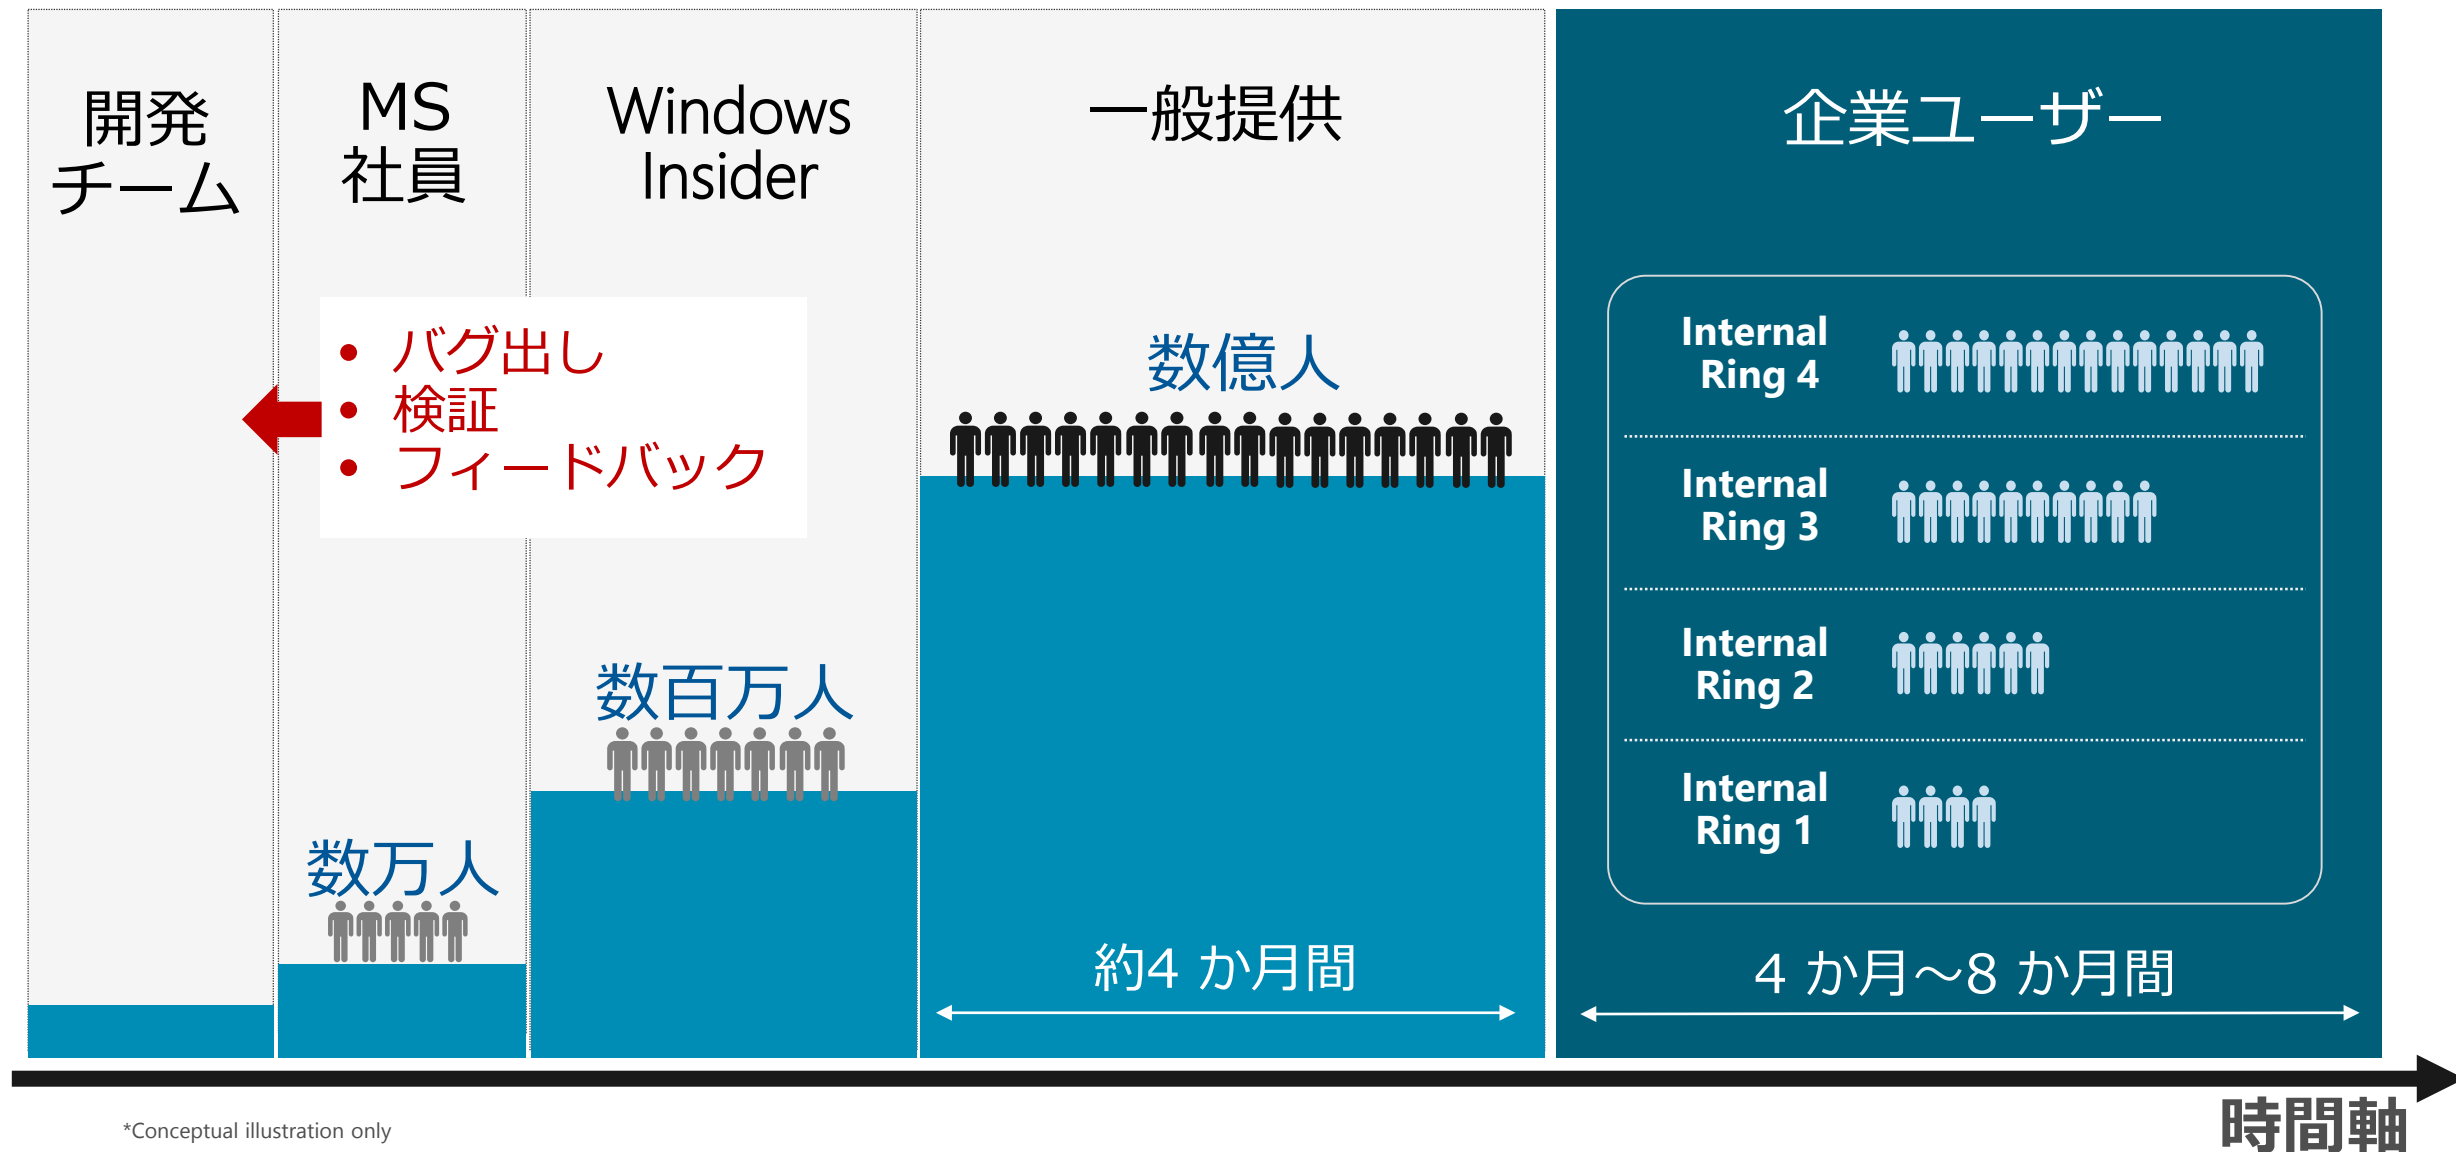 開発
チーム
MS
社員
Windows
Insider
一般提供
企業ユーザー
• バグ出し
• 検証
• フィードバック
数万人
数百万人
数億人
約4 か月間
Internal
Ring 4
Internal
Ring 3
Internal
Ring 2
Internal
Ring 1
4 か月～8 か月間
時間軸
*Conceptual illustration only